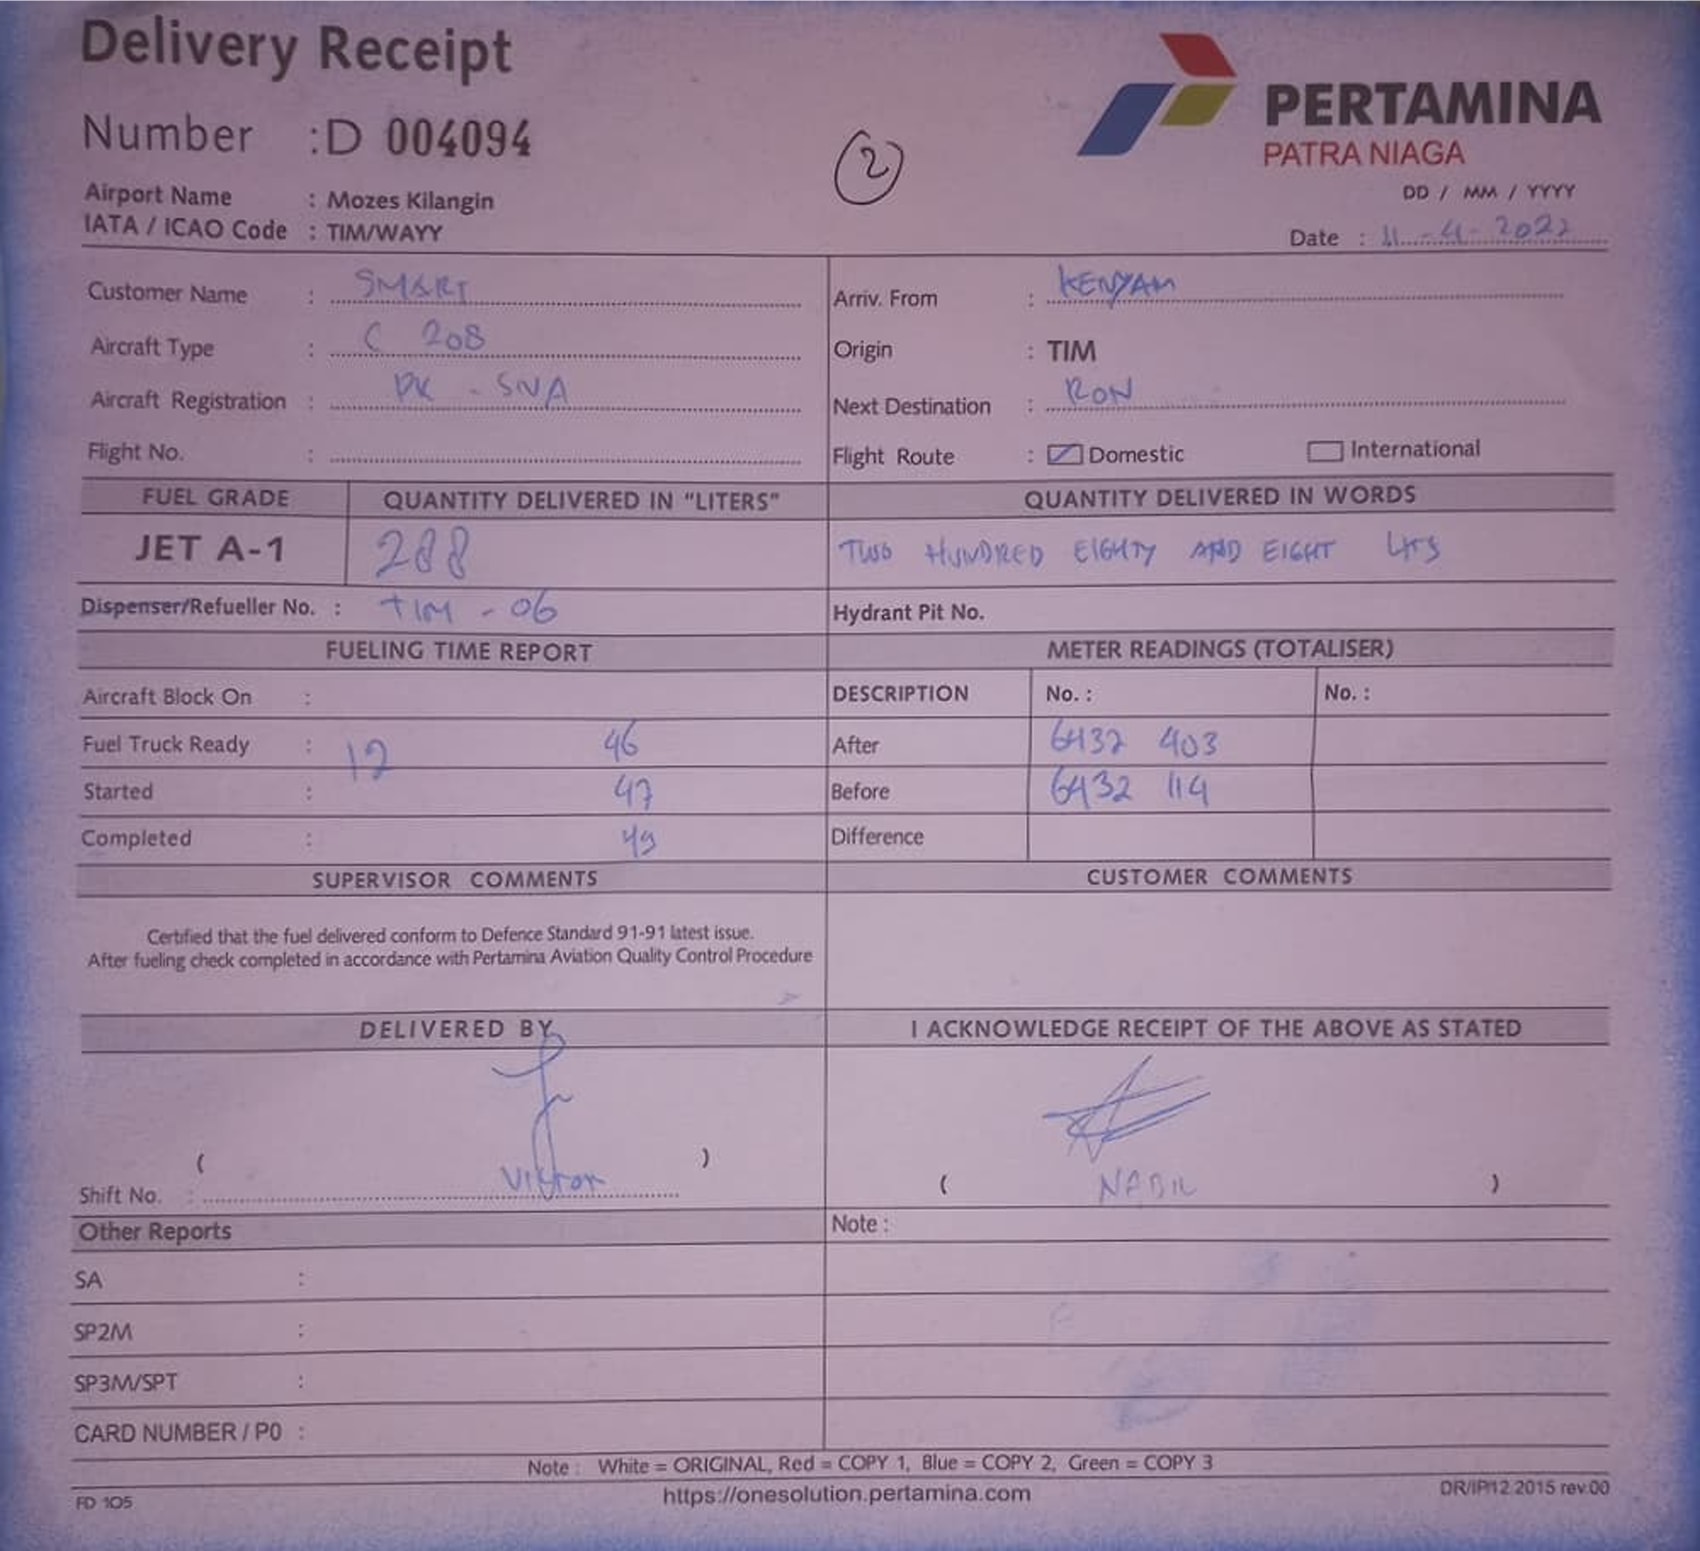 Delivery Receipt
Number : D 004094
2
PERTAMINA
PATRA NIAGA
Airport Name : Mozes Kilangin
IATA / ICAO Code : TIM/WAYY
DD / MM / YYYY
Date : 11-4-2022
Customer Name : SMART
Arriv. From : KENYAM
Aircraft Type : C 208
Origin : TIM
Aircraft Registration : PK - SNA
Next Destination : RON
Flight No. :
Flight Route : Domestic International
FUEL GRADE QUANTITY DELIVERED IN "LITERS" QUANTITY DELIVERED IN WORDS
JET A-1 288 TWO HUNDRED EIGHTY AND EIGHT LTS
Dispenser/Refueller No. : TIM - 06 Hydrant Pit No.
FUELING TIME REPORT METER READINGS (TOTALISER)
Aircraft Block On : DESCRIPTION No. : No. :
Fuel Truck Ready : 12 46 After 6432 403
Started : 47 Before 6432 114
Completed : 49 Difference
SUPERVISOR COMMENTS CUSTOMER COMMENTS
Certified that the fuel delivered conform to Defence Standard 91-91 latest issue.
After fueling check completed in accordance with Pertamina Aviation Quality Control Procedure
DELIVERED BY I ACKNOWLEDGE RECEIPT OF THE ABOVE AS STATED
( )
Shift No. : Viktor
( NABIL )
Other Reports Note :
SA :
SP2M :
SP3M/SPT :
CARD NUMBER / P0 :
Note : White = ORIGINAL, Red = COPY 1, Blue = COPY 2, Green = COPY 3
FD 105 https://onesolution.pertamina.com DR/IP/12.2015 rev.00